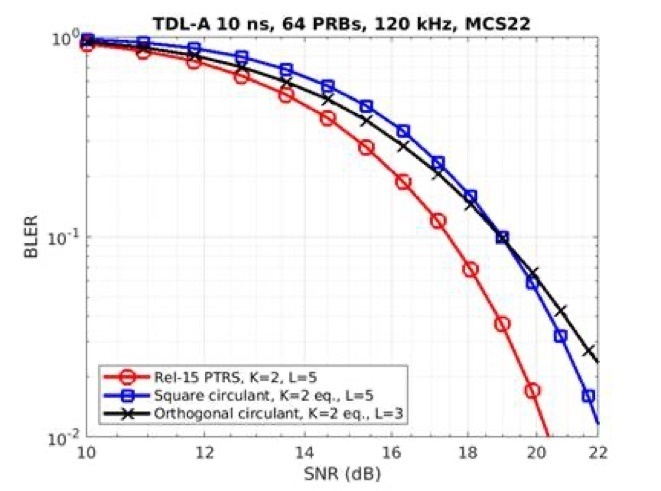 TDL-A 10 ns, 64 PRBs, 120 kHz, MCS22
10⁰
10⁻¹
10⁻²
BLER
Rel-15 PTRS, K=2, L=5
Square circulant, K=2 eq., L=5
Orthogonal circulant, K=2 eq., L=3
10 12 14 16 18 20 22
SNR (dB)